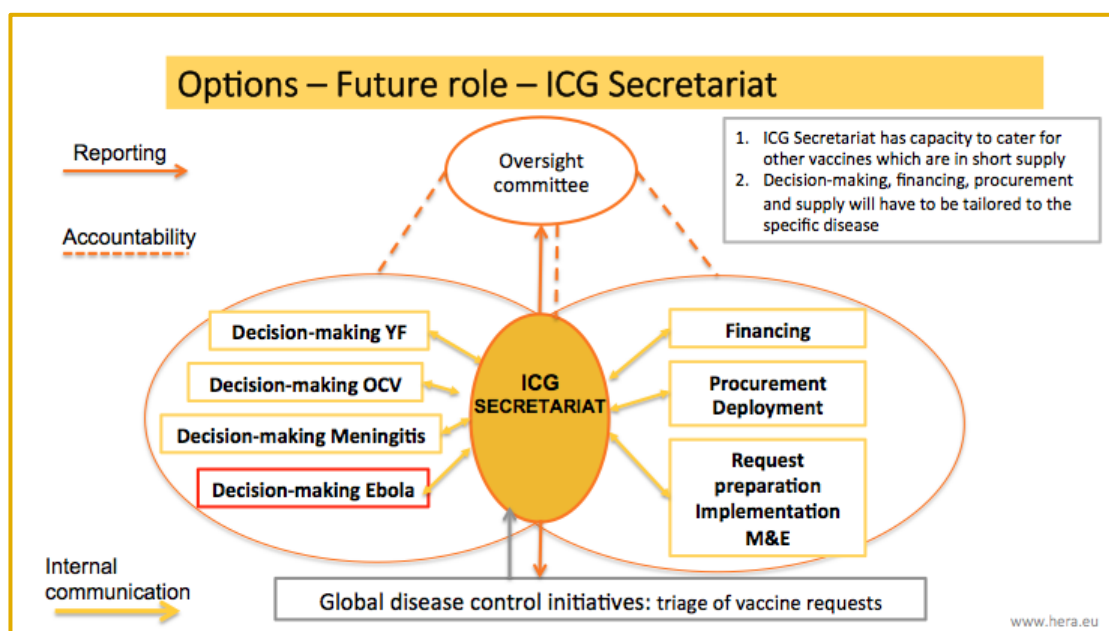 Options – Future role – ICG Secretariat
Reporting
Accountability
Oversight
committee
1. ICG Secretariat has capacity to cater for
other vaccines which are in short supply
2. Decision-making, financing, procurement
and supply will have to be tailored to the
specific disease
Decision-making YF
Decision-making OCV
Decision-making Meningitis
Decision-making Ebola
ICG
SECRETARIAT
Financing
Procurement
Deployment
Request
preparation
Implementation
M&E
Internal
communication
Global disease control initiatives: triage of vaccine requests
www.hera.eu